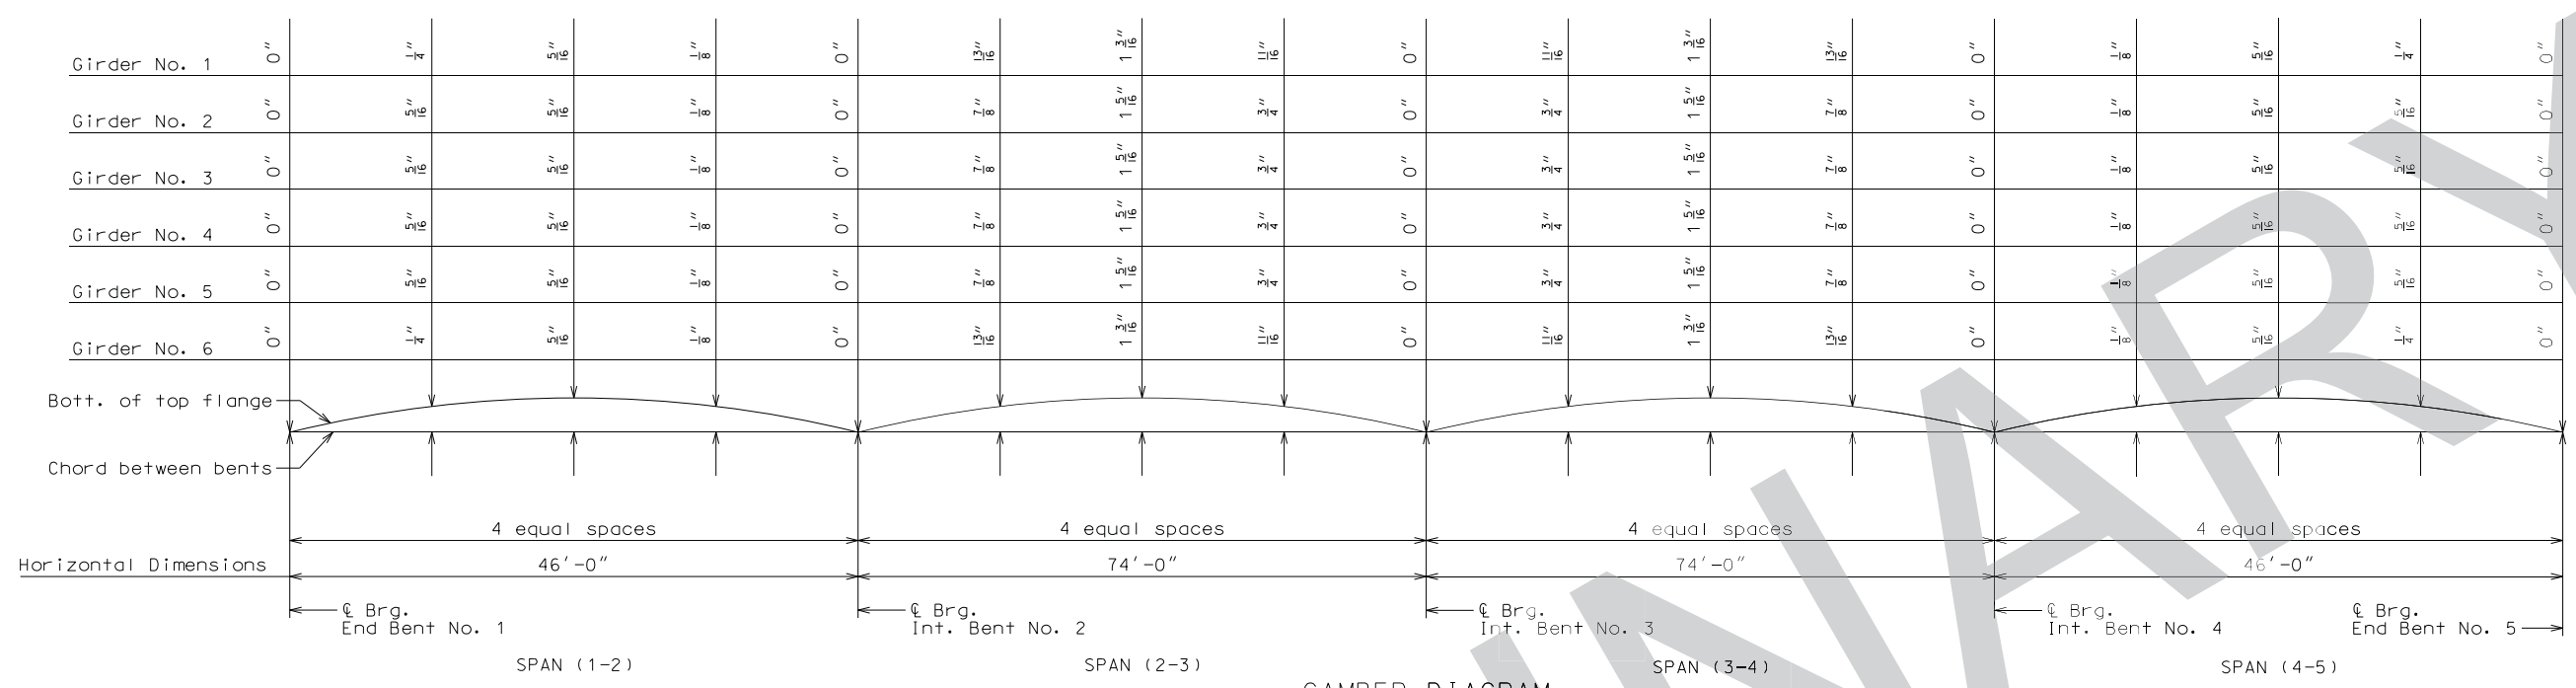 Girder No. 1 0" 1/4" 5/16" 1/8" 0" 13/16" 1 3/16" 11/16" 0" 11/16" 1 3/16" 13/16" 0" 1/8" 5/16" 1/4" 0"
Girder No. 2 0" 5/16" 5/16" 1/8" 0" 7/8" 1 5/16" 3/4" 0" 3/4" 1 5/16" 7/8" 0" 1/8" 5/16" 5/16" 0"
Girder No. 3 0" 5/16" 5/16" 1/8" 0" 7/8" 1 5/16" 3/4" 0" 3/4" 1 5/16" 7/8" 0" 1/8" 5/16" 5/16" 0"
Girder No. 4 0" 5/16" 5/16" 1/8" 0" 7/8" 1 5/16" 3/4" 0" 3/4" 1 5/16" 7/8" 0" 1/8" 5/16" 5/16" 0"
Girder No. 5 0" 5/16" 5/16" 1/8" 0" 7/8" 1 5/16" 3/4" 0" 3/4" 1 5/16" 7/8" 0" 1/8" 5/16" 5/16" 0"
Girder No. 6 0" 1/4" 5/16" 1/8" 0" 13/16" 1 3/16" 11/16" 0" 11/16" 1 3/16" 13/16" 0" 1/8" 5/16" 1/4" 0"
Bott. of top flange
Chord between bents
4 equal spaces 4 equal spaces 4 equal spaces 4 equal spaces
Horizontal Dimensions 46'-0" 74'-0" 74'-0" 46'-0"
℄ Brg. ℄ Brg. ℄ Brg. ℄ Brg. ℄ Brg.
End Bent No. 1 Int. Bent No. 2 Int. Bent No. 3 Int. Bent No. 4 End Bent No. 5
SPAN (1-2) SPAN (2-3) SPAN (3-4) SPAN (4-5)
CAMBER DIAGRAM
NARY